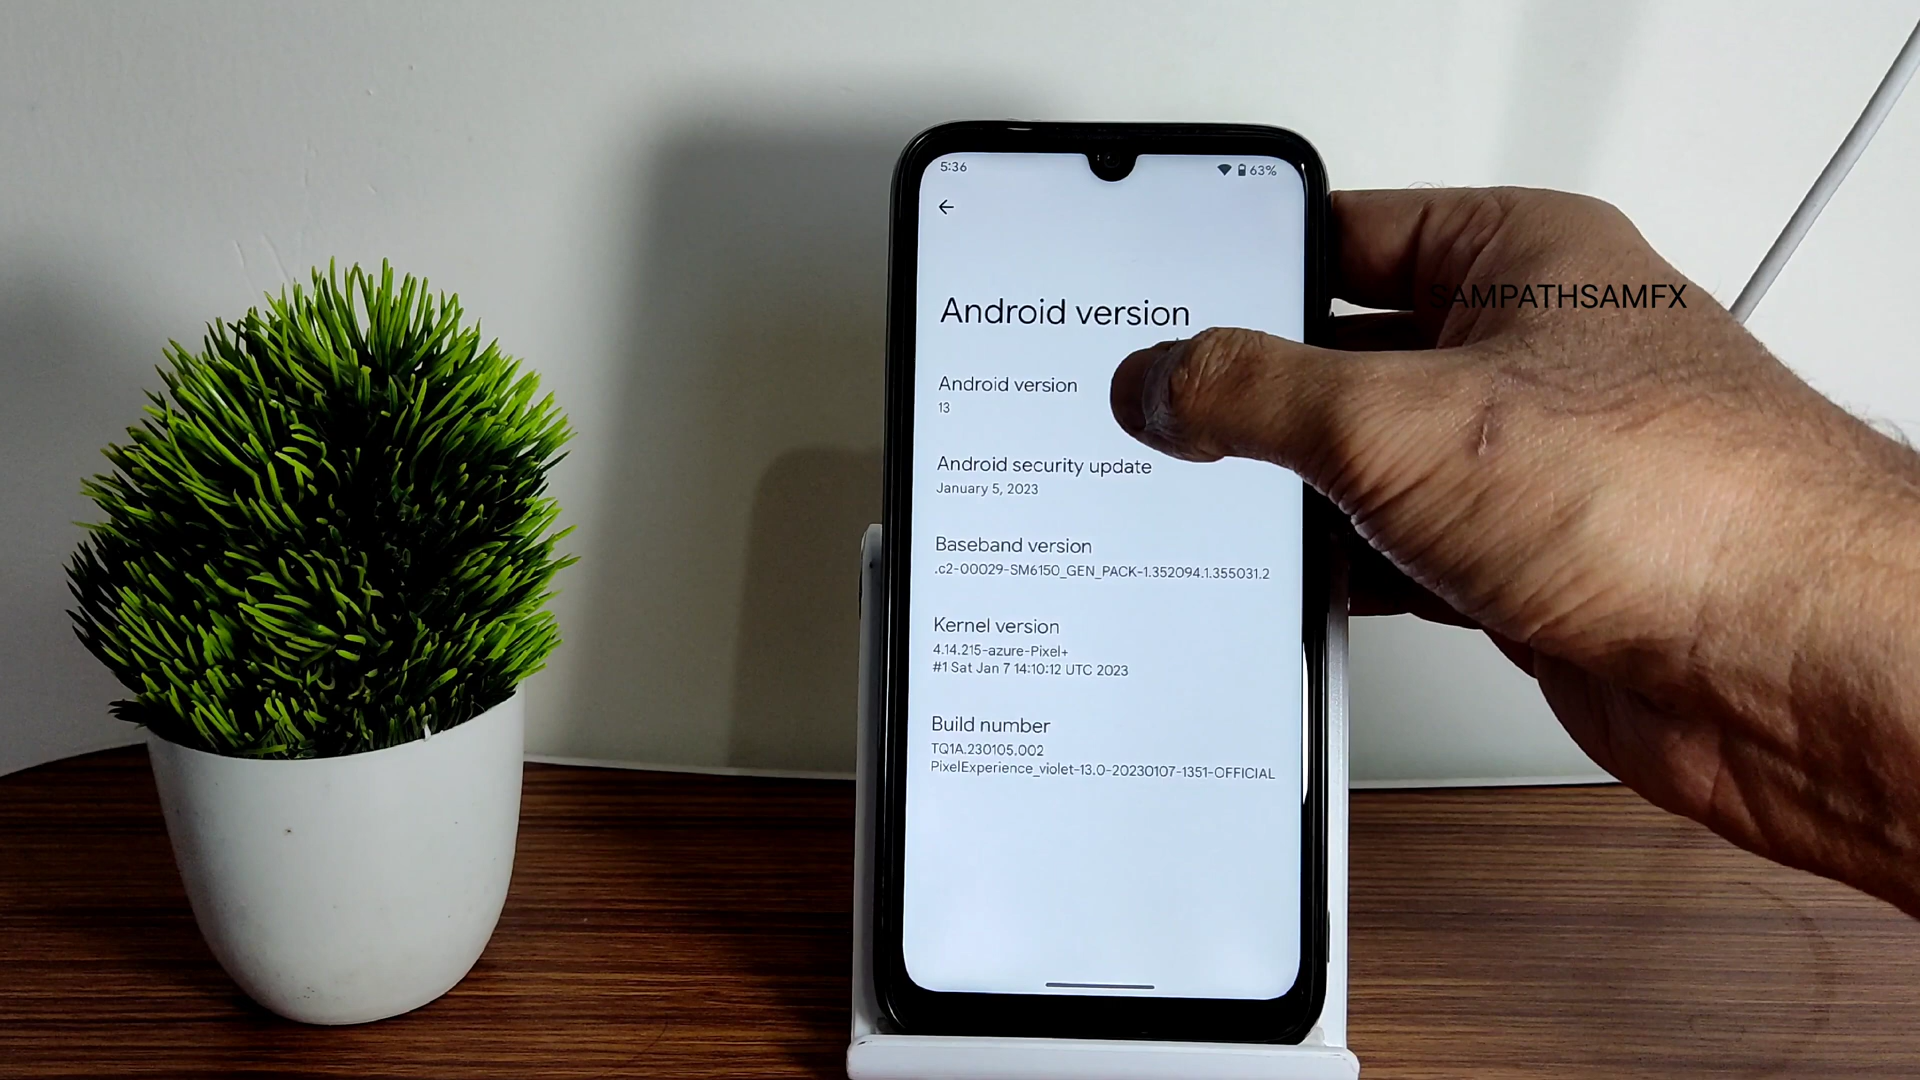 5:36
63%
SAMPATHSAMFX
Android version
Android version
13
Android security update
January 5, 2023
Baseband version
.c2-00029-SM6150_GEN_PACK-1.352094.1.355031.2
Kernel version
4.14.215-azure-Pixel+
#1 Sat Jan 7 14:10:12 UTC 2023
Build number
TQ1A.230105.002
PixelExperience_violet-13.0-20230107-1351-OFFICIAL